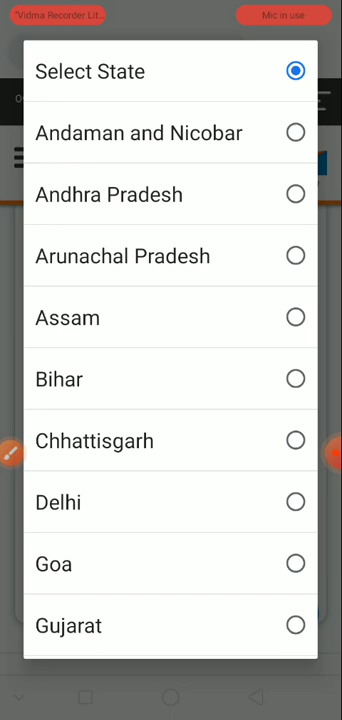 "Vidma Recorder Lit...
Mic in use
Select State
Andaman and Nicobar
Andhra Pradesh
Arunachal Pradesh
Assam
Bihar
Chhattisgarh
Delhi
Goa
Gujarat